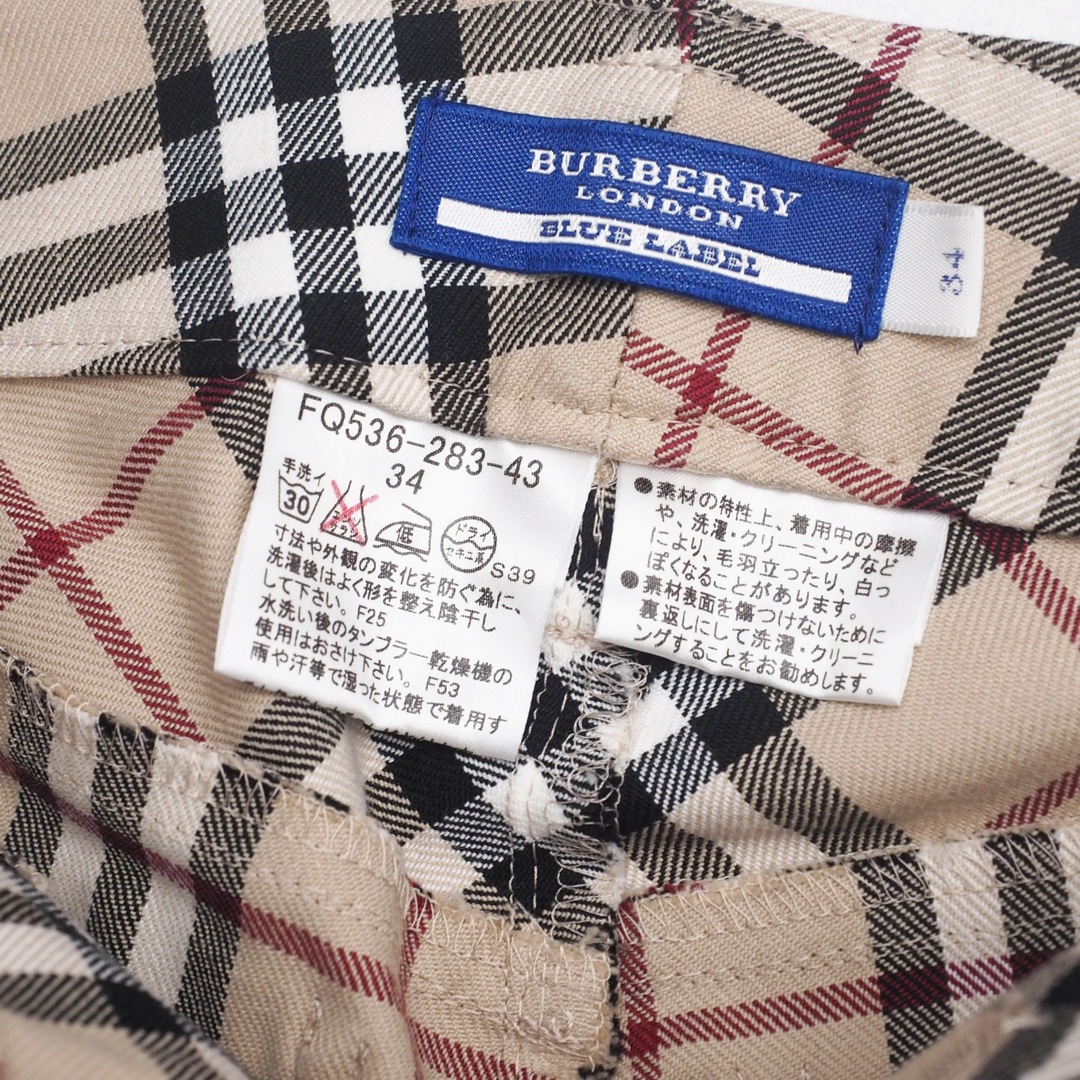 BURBERRY
LONDON
BLUE LABEL
34
FQ536-283-43
34
手洗イ
30
エンソ
サラシ
低
ドライ
セキユ系
S39
寸法や外観の変化を防ぐ為に、
洗濯後はよく形を整え陰干し
して下さい。F25
水洗い後のタンブラー乾燥機の
使用はおさけ下さい。F53
雨や汗等で湿った状態で着用す
●素材の特性上、着用中の摩擦
や、洗濯・クリーニングなど
により、毛羽立ったり、白っ
ぽくなることがあります。
●素材表面を傷つけないために
裏返しにして洗濯・クリーニ
ングすることをお勧めします。